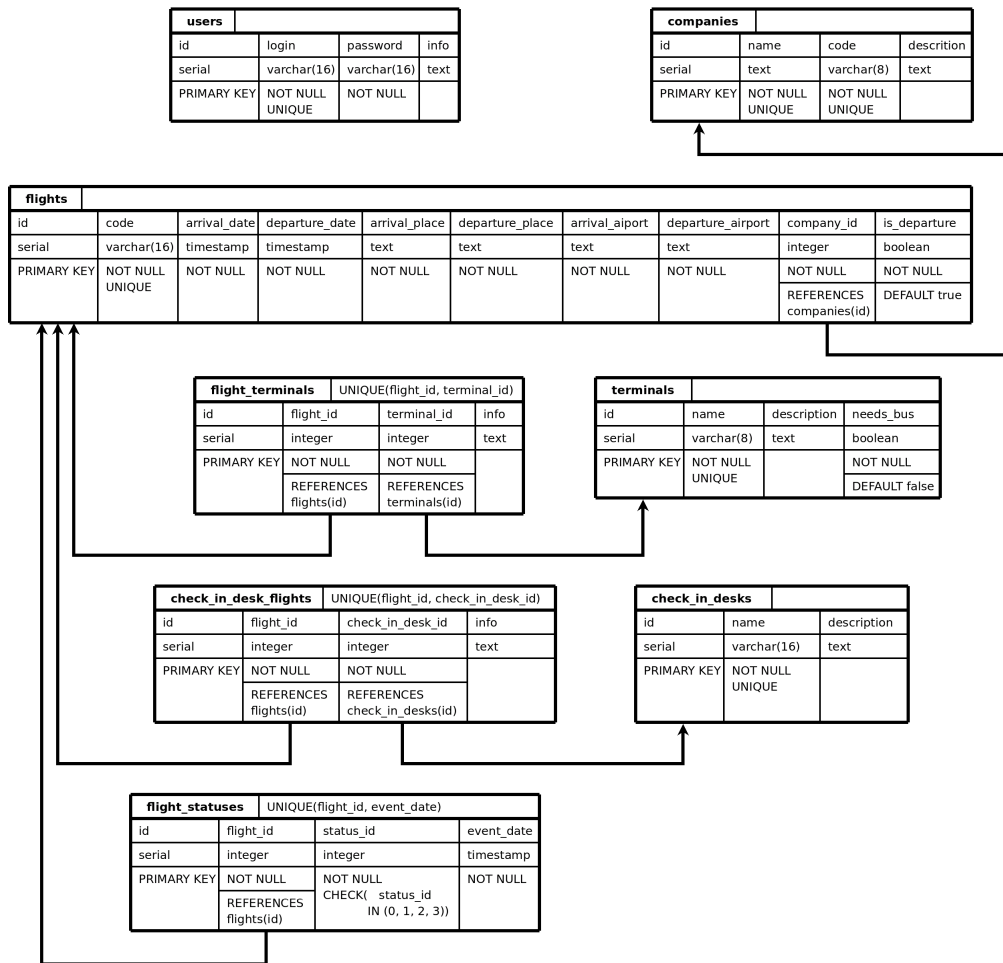 users
id login password info
serial varchar(16) varchar(16) text
PRIMARY KEY NOT NULL NOT NULL
UNIQUE
companies
id name code descrition
serial text varchar(8) text
PRIMARY KEY NOT NULL NOT NULL
UNIQUE UNIQUE
flights
id code arrival_date departure_date arrival_place departure_place arrival_aiport departure_airport company_id is_departure
serial varchar(16) timestamp timestamp text text text text integer boolean
PRIMARY KEY NOT NULL NOT NULL NOT NULL NOT NULL NOT NULL NOT NULL NOT NULL NOT NULL NOT NULL
UNIQUE
REFERENCES DEFAULT true
companies(id)
flight_terminals UNIQUE(flight_id, terminal_id)
id flight_id terminal_id info
serial integer integer text
PRIMARY KEY NOT NULL NOT NULL
REFERENCES REFERENCES
flights(id) terminals(id)
terminals
id name description needs_bus
serial varchar(8) text boolean
PRIMARY KEY NOT NULL NOT NULL
UNIQUE
DEFAULT false
check_in_desk_flights UNIQUE(flight_id, check_in_desk_id)
id flight_id check_in_desk_id info
serial integer integer text
PRIMARY KEY NOT NULL NOT NULL
REFERENCES REFERENCES
flights(id) check_in_desks(id)
check_in_desks
id name description
serial varchar(16) text
PRIMARY KEY NOT NULL
UNIQUE
flight_statuses UNIQUE(flight_id, event_date)
id flight_id status_id event_date
serial integer integer timestamp
PRIMARY KEY NOT NULL NOT NULL NOT NULL
CHECK( status_id
REFERENCES IN (0, 1, 2, 3))
flights(id)